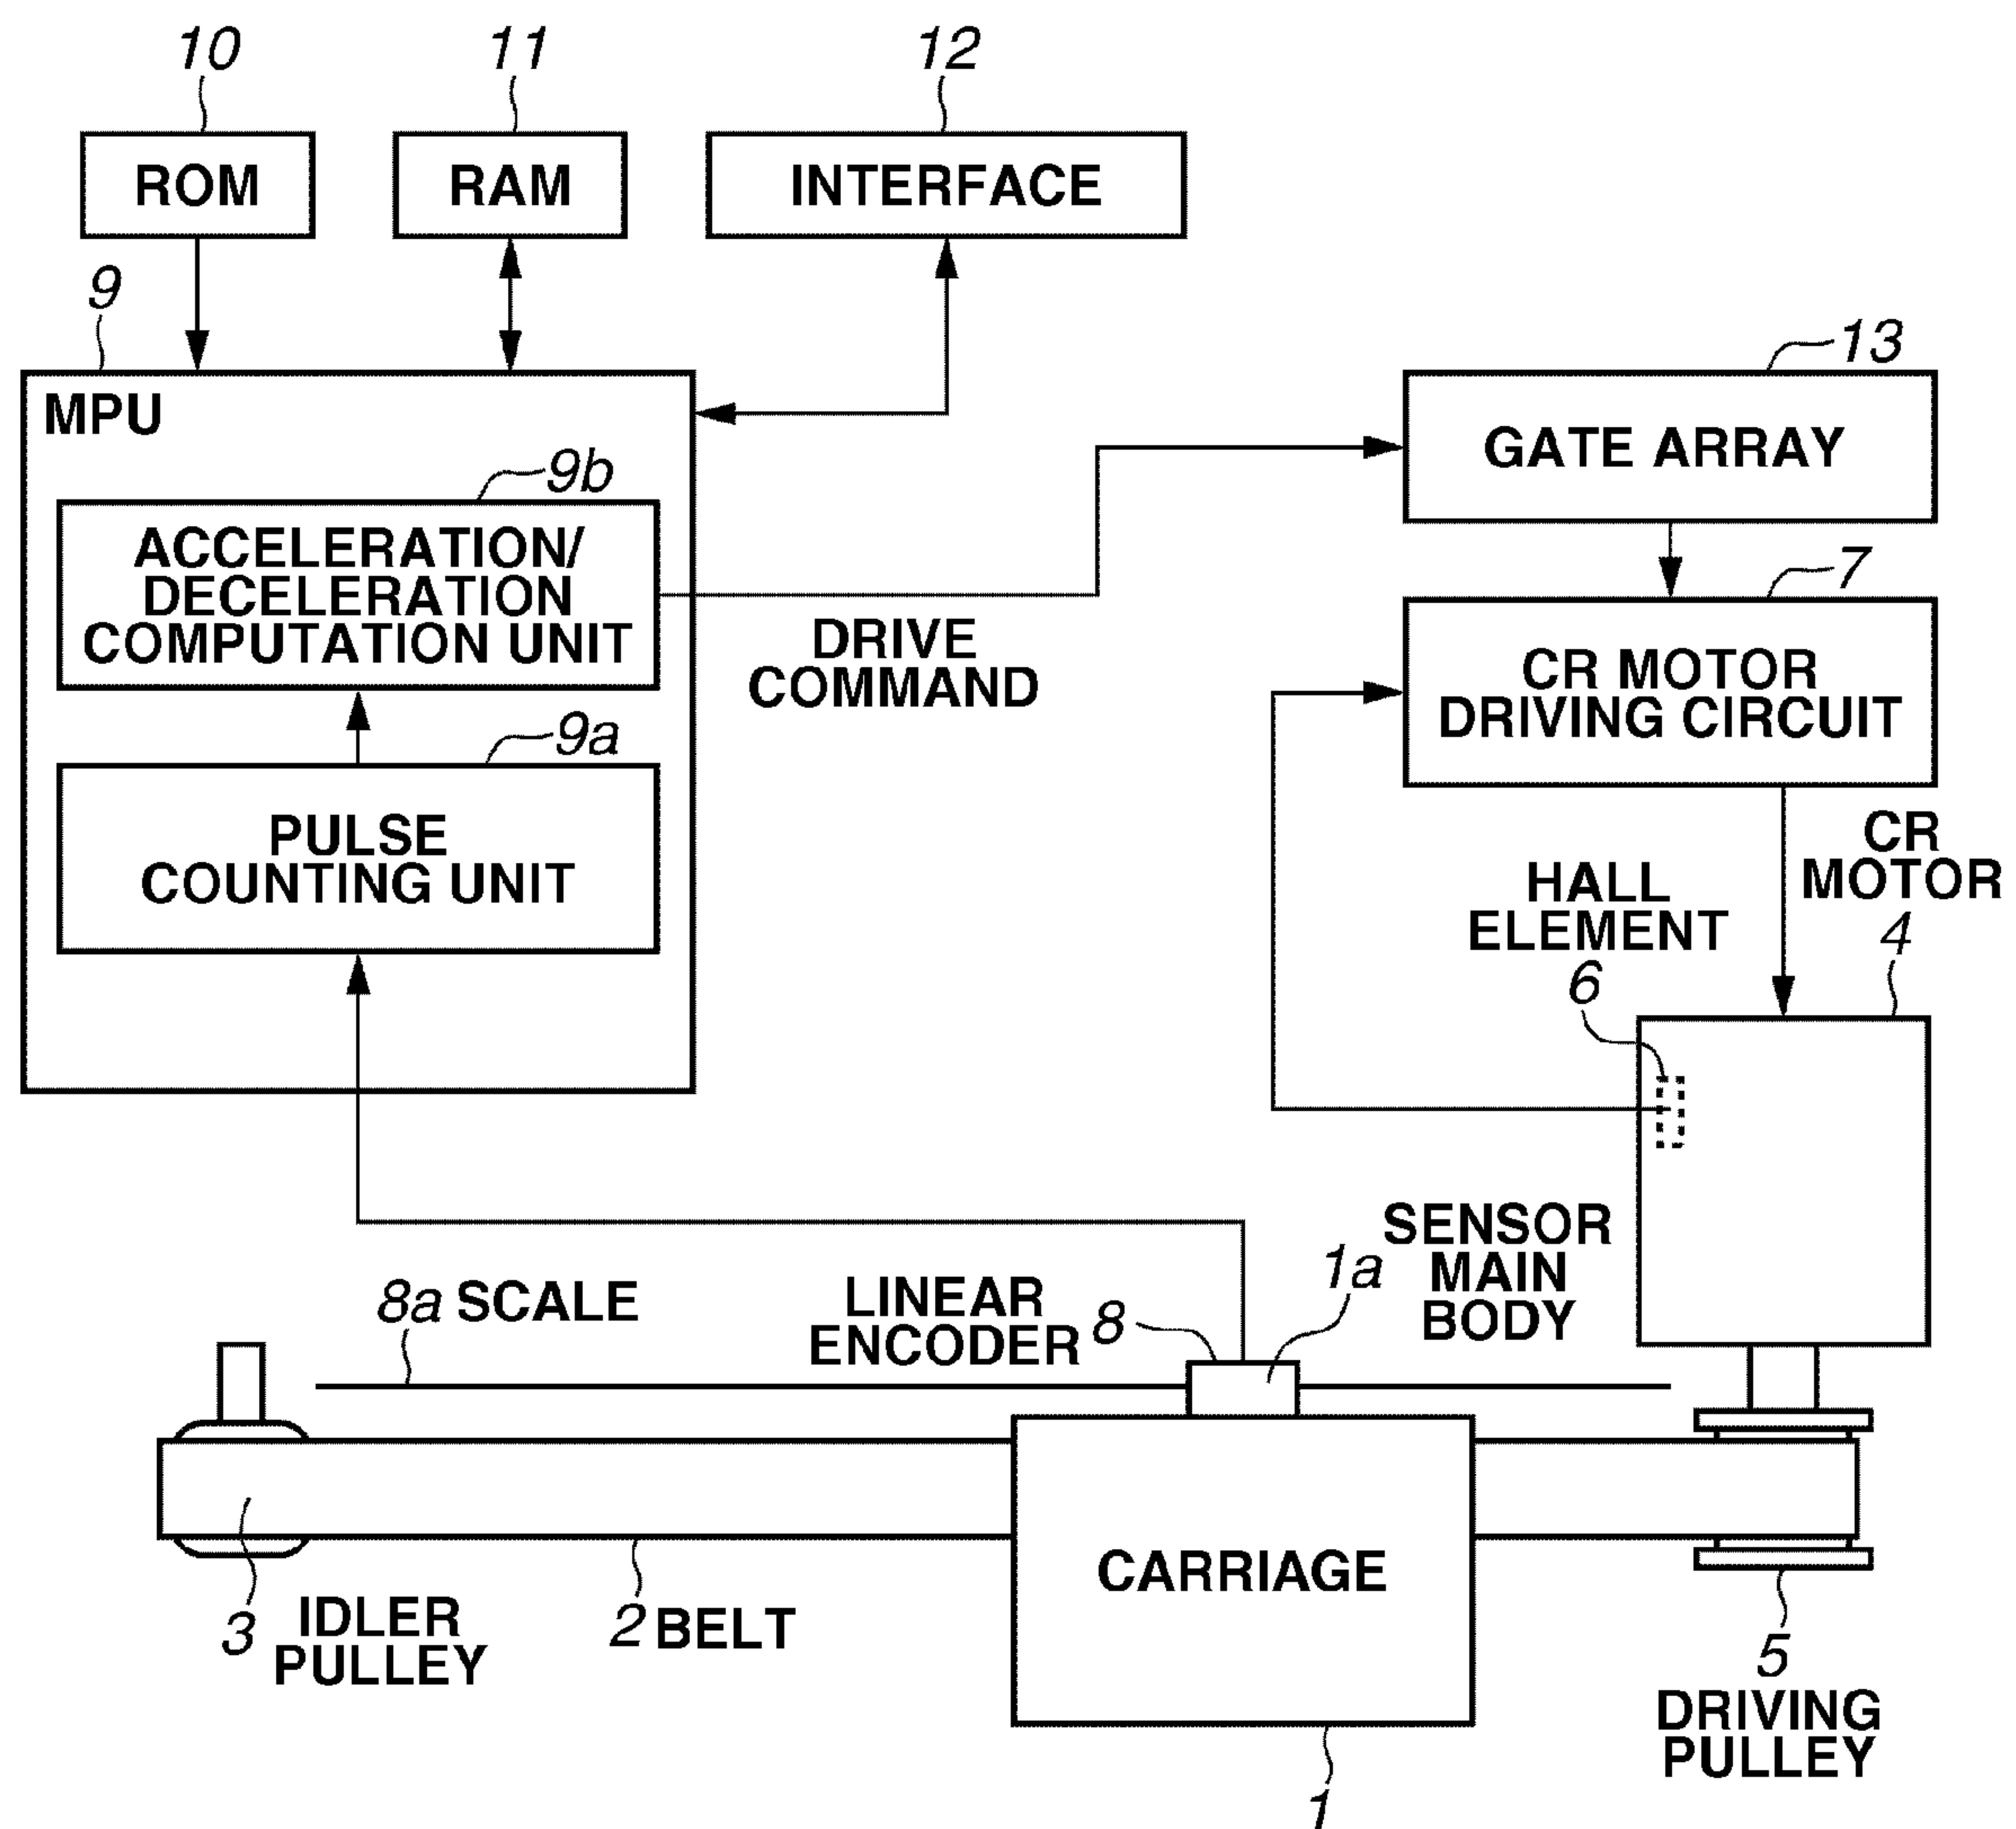 10
11
12
ROM
RAM
INTERFACE
9
MPU
13
GATE ARRAY
9b
ACCELERATION/
DECELERATION
COMPUTATION UNIT
DRIVE
COMMAND
7
CR MOTOR
DRIVING CIRCUIT
9a
PULSE
COUNTING UNIT
CR
MOTOR
4
HALL
ELEMENT
6
SENSOR
MAIN
BODY
1a
8a SCALE
LINEAR
ENCODER 8
CARRIAGE
3 IDLER
PULLEY
2 BELT
5
DRIVING
PULLEY
1